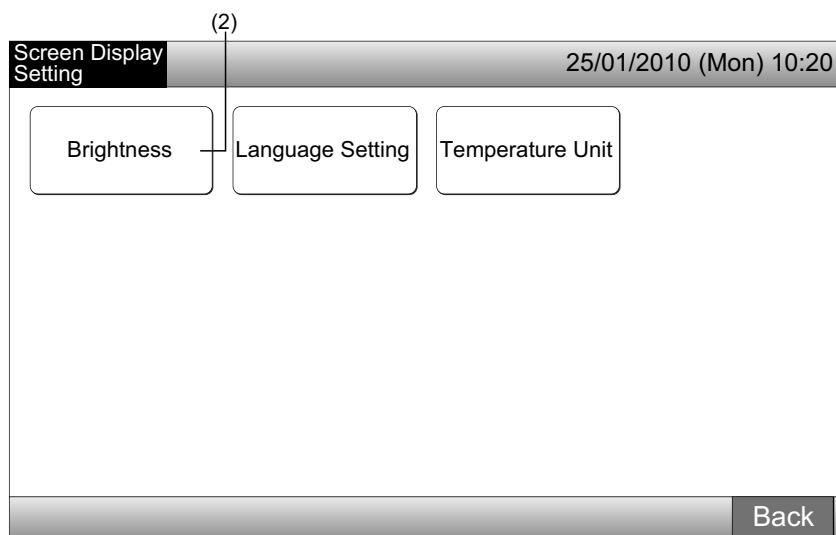 (2)
Screen Display
Setting
25/01/2010 (Mon) 10:20
Brightness
Language Setting
Temperature Unit
Back